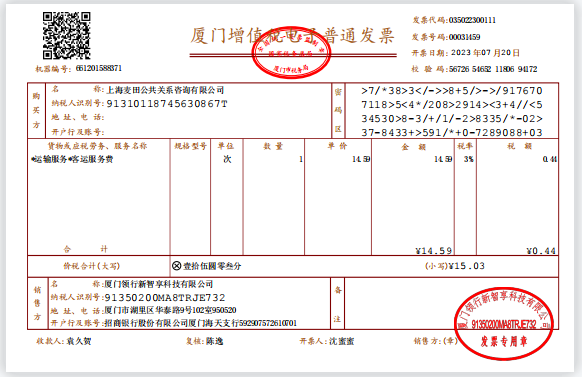 厦门增值税电子普通发票
发票代码:035022300111
发票号码:00031459
开票日期:2023年07月20日
机器编号:661201588371
校 验 码:56726 54652 11806 94172
购买方
名 称:上海麦田公共关系咨询有限公司
纳税人识别号:91310118745630867T
地 址、电 话:
开户行及账号:
密码区
>7/*38>3</->>8+5/>->/917670
7118>5<4*/208>2914><3+4//<5
34530>8-3/+/1/-2>8335/*-02>
37-8433+>591/*+0-7289088+03
货物或应税劳务、服务名称 规格型号 单位 数 量 单 价 金 额 税率 税 额
*运输服务*客运服务费 次 1 14.59 14.59 3% 0.44
合 计 ¥14.59 ¥0.44
价税合计(大写) ⊗壹拾伍圆零叁分 (小写)¥15.03
销售方
名 称:厦门领行新智享科技有限公司
纳税人识别号:91350200MA8TRJE732
地 址、电 话:厦门市湖里区华泰路9号102室950520
开户行及账号:招商银行股份有限公司厦门海天支行592907572610701
备注
厦门领行新智享科技有限公司
91350200MA8TRJE732
发票专用章
收款人:袁久贺 复核:陈逸 开票人:沈蜜蜜 销售方:(章)